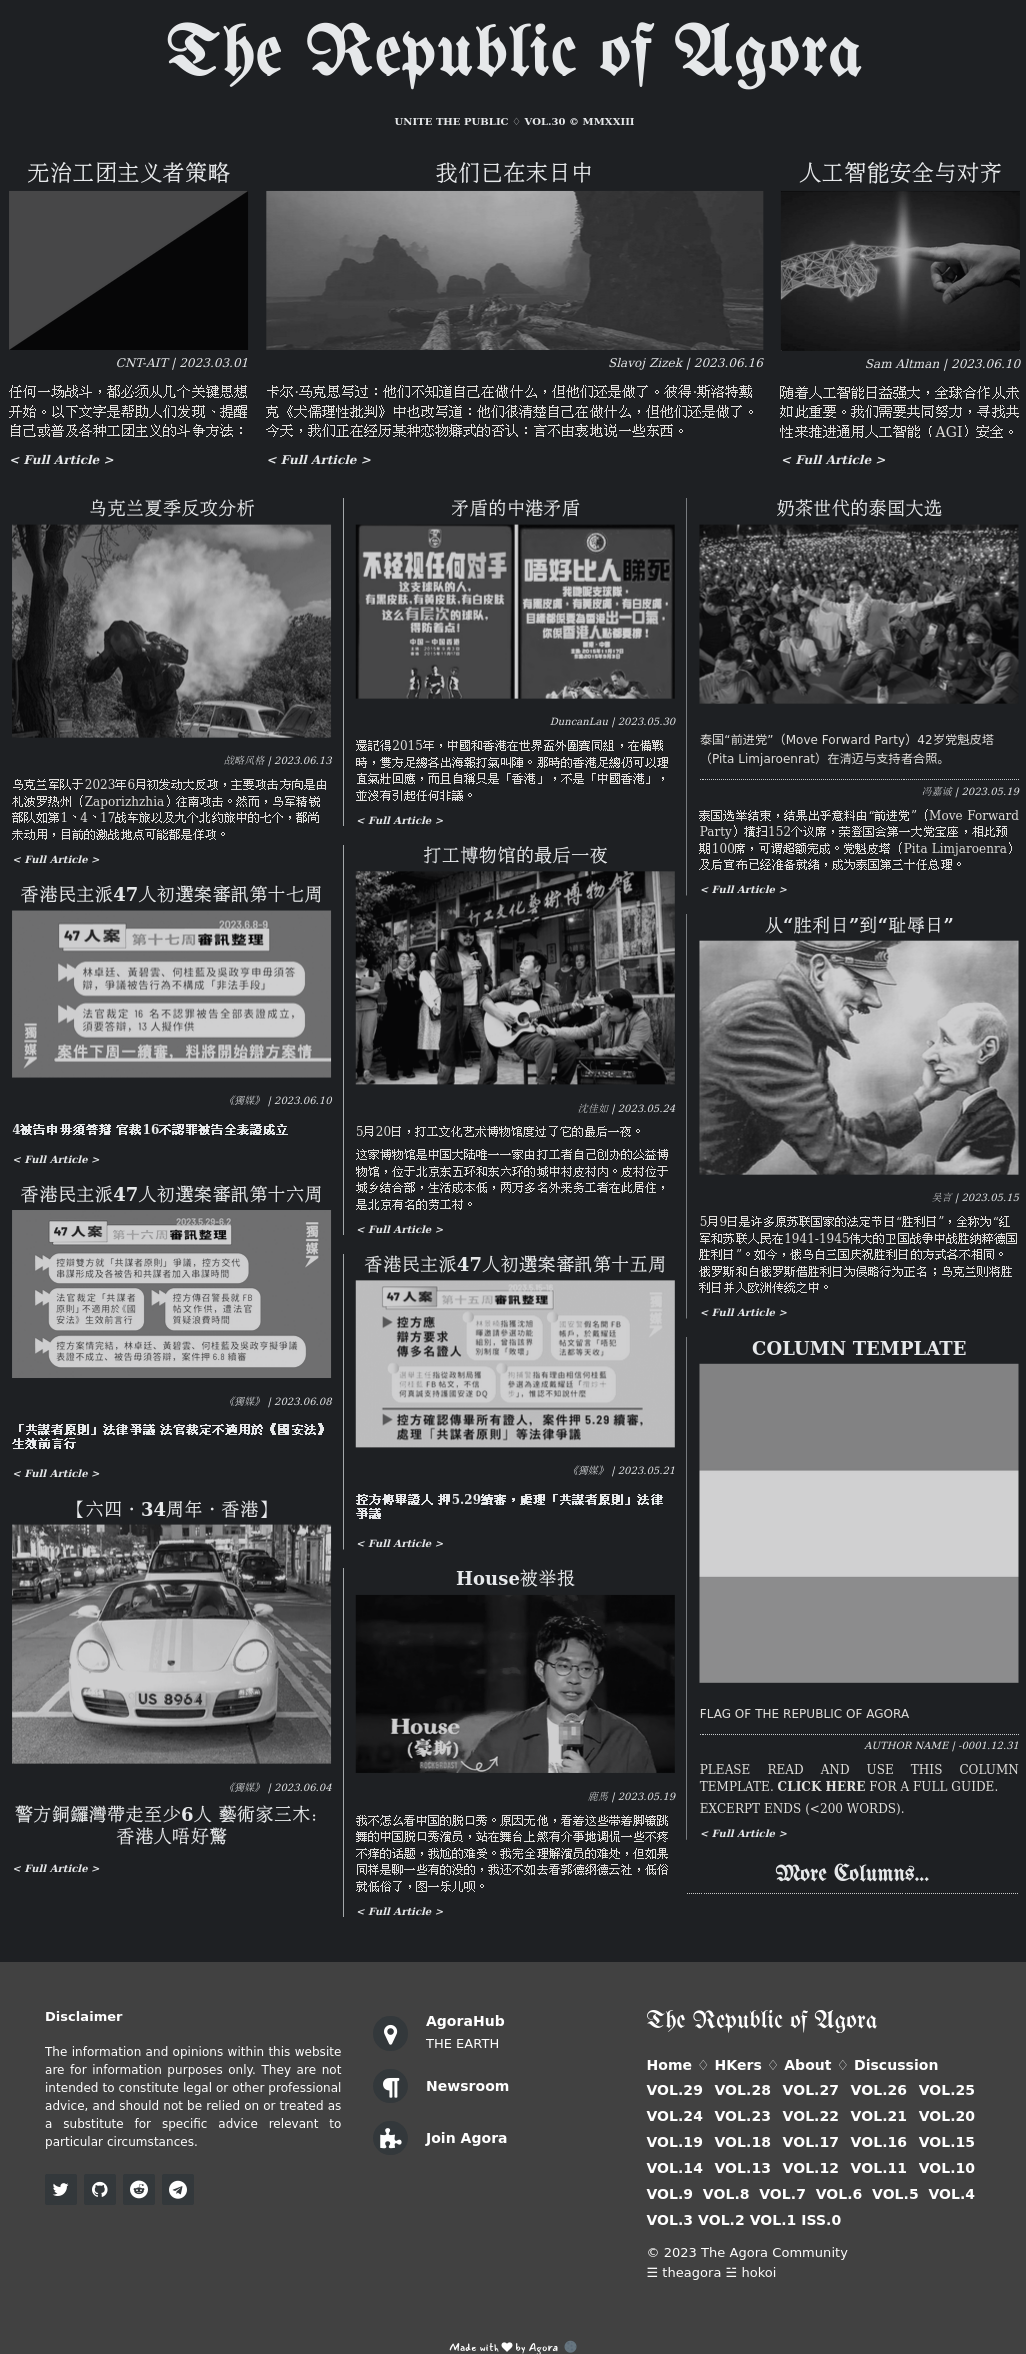 The Republic of Agora
UNITE THE PUBLIC ♢ VOL.30 © MMXXIII
无治工团主义者策略
CNT-AIT | 2023.03.01
任何一场战斗，都必须从几个关键思想
开始。以下文字是帮助人们发现、提醒
自己或普及各种工团主义的斗争方法：
< Full Article >
我们已在末日中
Slavoj Zizek | 2023.06.16
卡尔·马克思写过：他们不知道自己在做什么，但他们还是做了。彼得·斯洛特戴
克《犬儒理性批判》中也改写道：他们很清楚自己在做什么，但他们还是做了。
今天，我们正在经历某种恋物癖式的否认：言不由衷地说一些东西。
< Full Article >
人工智能安全与对齐
Sam Altman | 2023.06.10
随着人工智能日益强大，全球合作从未
如此重要。我们需要共同努力，寻找共
性来推进通用人工智能（AGI）安全。
< Full Article >
乌克兰夏季反攻分析
战略风格 | 2023.06.13
乌克兰军队于2023年6月初发动大反攻，主要攻击方向是由
札波罗热州（Zaporizhzhia）往南攻击。然而，乌军精锐
部队如第1、4、17战车旅以及九个北约旅中的七个，都尚
未动用，目前的激战地点可能都是佯攻。
< Full Article >
香港民主派47人初選案審訊第十七周
2023.6.8-9
47 人案 第十七周審訊整理
林卓廷、黃碧雲、何桂藍及吳政亨申毋須答
辯，爭議被告行為不構成「非法手段」
法官裁定 16 名不認罪被告全部表證成立，
須要答辯，13 人擬作供
案件下周一續審，料將開始辯方案情
獨媒
《獨媒》 | 2023.06.10
4被告申毋須答辯 官裁16不認罪被告全表證成立
< Full Article >
香港民主派47人初選案審訊第十六周
2023.5.29-6.2
47 人案 第十六周審訊整理
控辯雙方就「共謀者原則」爭議，控方交代
串謀形成及各被告和共謀者加入串謀時間
法官裁定「共謀者
原則」不適用於《國
安法》生效前言行
控方傳召警長就 FB
帖文作供，遭法官
質疑浪費時間
控方案情完結，林卓廷、黃碧雲、何桂藍及吳政亨擬爭議
表證不成立、被告毋須答辯，案件押 6.8 續審
獨媒
《獨媒》 | 2023.06.08
「共謀者原則」法律爭議 法官裁定不適用於《國安法》
生效前言行
< Full Article >
【六四・34周年・香港】
US 8964
《獨媒》 | 2023.06.04
警方銅鑼灣帶走至少6人 藝術家三木：
香港人唔好驚
< Full Article >
矛盾的中港矛盾
不轻视任何对手
这支球队的人，
有黑皮肤，有黄皮肤，有白皮肤
这么有层次的球队，
得防着点！
中国－中国香港
唔好比人睇死
我哋呢支球隊，
有黑皮膚，有黃皮膚，有白皮膚，
目標都係要為香港出一口氣，
你係香港人點都要撐！
DuncanLau | 2023.05.30
還記得2015年，中國和香港在世界盃外圍賽同組，在備戰
時，雙方足總各出海報打氣叫陣。那時的香港足總仍可以理
直氣壯回應，而且自稱只是「香港」，不是「中國香港」，
並沒有引起任何非議。
< Full Article >
打工博物馆的最后一夜
打工文化藝術博物館
沈佳如 | 2023.05.24
5月20日，打工文化艺术博物馆度过了它的最后一夜。
这家博物馆是中国大陆唯一一家由打工者自己创办的公益博
物馆，位于北京东五环和东六环的城中村皮村内。皮村位于
城乡结合部，生活成本低，两万多名外来务工者在此居住，
是北京有名的劳工村。
< Full Article >
香港民主派47人初選案審訊第十五周
47 人案 第十五周審訊整理
控方應
辯方要求
傳多名證人
控方確認傳畢所有證人，案件押 5.29 續審，
處理「共謀者原則」等法律爭議
《獨媒》 | 2023.05.21
控方傳畢證人 押5.29續審，處理「共謀者原則」法律
爭議
< Full Article >
House被举报
House
(豪斯)
ROCK&ROAST
鹿馬 | 2023.05.19
我不怎么看中国的脱口秀。原因无他，看着这些带着脚镣跳
舞的中国脱口秀演员，站在舞台上煞有介事地调侃一些不疼
不痒的话题，我尬的难受。我完全理解演员的难处，但如果
同样是聊一些有的没的，我还不如去看郭德纲德云社，低俗
就低俗了，图一乐儿呗。
< Full Article >
奶茶世代的泰国大选
泰国“前进党”（Move Forward Party）42岁党魁皮塔
（Pita Limjaroenrat）在清迈与支持者合照。
冯嘉诚 | 2023.05.19
泰国选举结束，结果出乎意料由“前进党”（Move Forward
Party）横扫152个议席，荣登国会第一大党宝座，相比预
期100席，可谓超额完成。党魁皮塔（Pita Limjaroenra）
及后宣布已经准备就绪，成为泰国第三十任总理。
< Full Article >
从“胜利日”到“耻辱日”
吴言 | 2023.05.15
5月9日是许多原苏联国家的法定节日“胜利日”，全称为“红
军和苏联人民在1941-1945伟大的卫国战争中战胜纳粹德国
胜利日”。如今，俄乌白三国庆祝胜利日的方式各不相同。
俄罗斯和白俄罗斯借胜利日为侵略行为正名；乌克兰则将胜
利日并入欧洲传统之中。
< Full Article >
COLUMN TEMPLATE
FLAG OF THE REPUBLIC OF AGORA
AUTHOR NAME | -0001.12.31
PLEASE READ AND USE THIS COLUMN
TEMPLATE. CLICK HERE FOR A FULL GUIDE.
EXCERPT ENDS (<200 WORDS).
< Full Article >
More Columns...
Disclaimer
The information and opinions within this website
are for information purposes only. They are not
intended to constitute legal or other professional
advice, and should not be relied on or treated as
a substitute for specific advice relevant to
particular circumstances.
AgoraHub
THE EARTH
Newsroom
Join Agora
The Republic of Agora
Home ♢ HKers ♢ About ♢ Discussion
VOL.29 VOL.28 VOL.27 VOL.26 VOL.25
VOL.24 VOL.23 VOL.22 VOL.21 VOL.20
VOL.19 VOL.18 VOL.17 VOL.16 VOL.15
VOL.14 VOL.13 VOL.12 VOL.11 VOL.10
VOL.9 VOL.8 VOL.7 VOL.6 VOL.5 VOL.4
VOL.3 VOL.2 VOL.1 ISS.0
© 2023 The Agora Community
☰ theagora ☱ hokoi
Made with ♥ by Agora